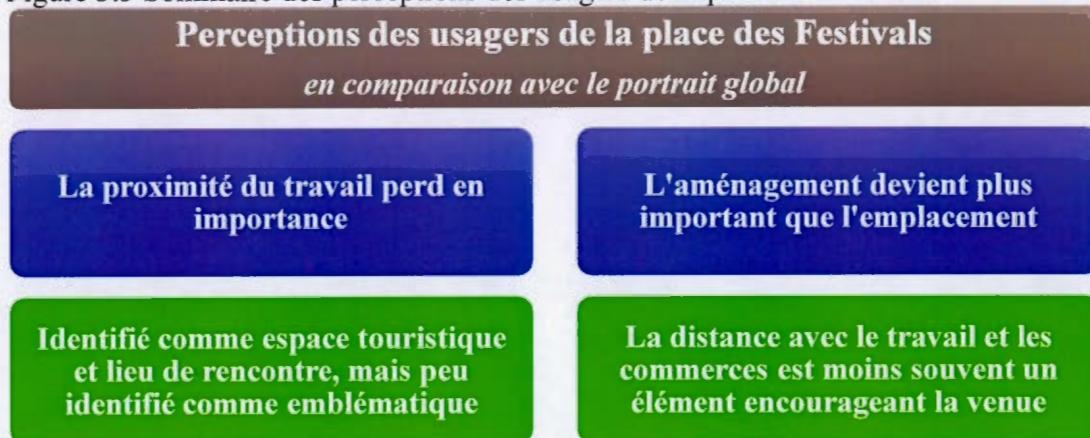 Perceptions des usagers de la place des Festivals
en comparaison avec le portrait global
La proximité du travail perd en
importance
L'aménagement devient plus
important que l'emplacement
Identifié comme espace touristique
et lieu de rencontre, mais peu
identifié comme emblématique
La distance avec le travail et les
commerces est moins souvent un
élément encourageant la venue